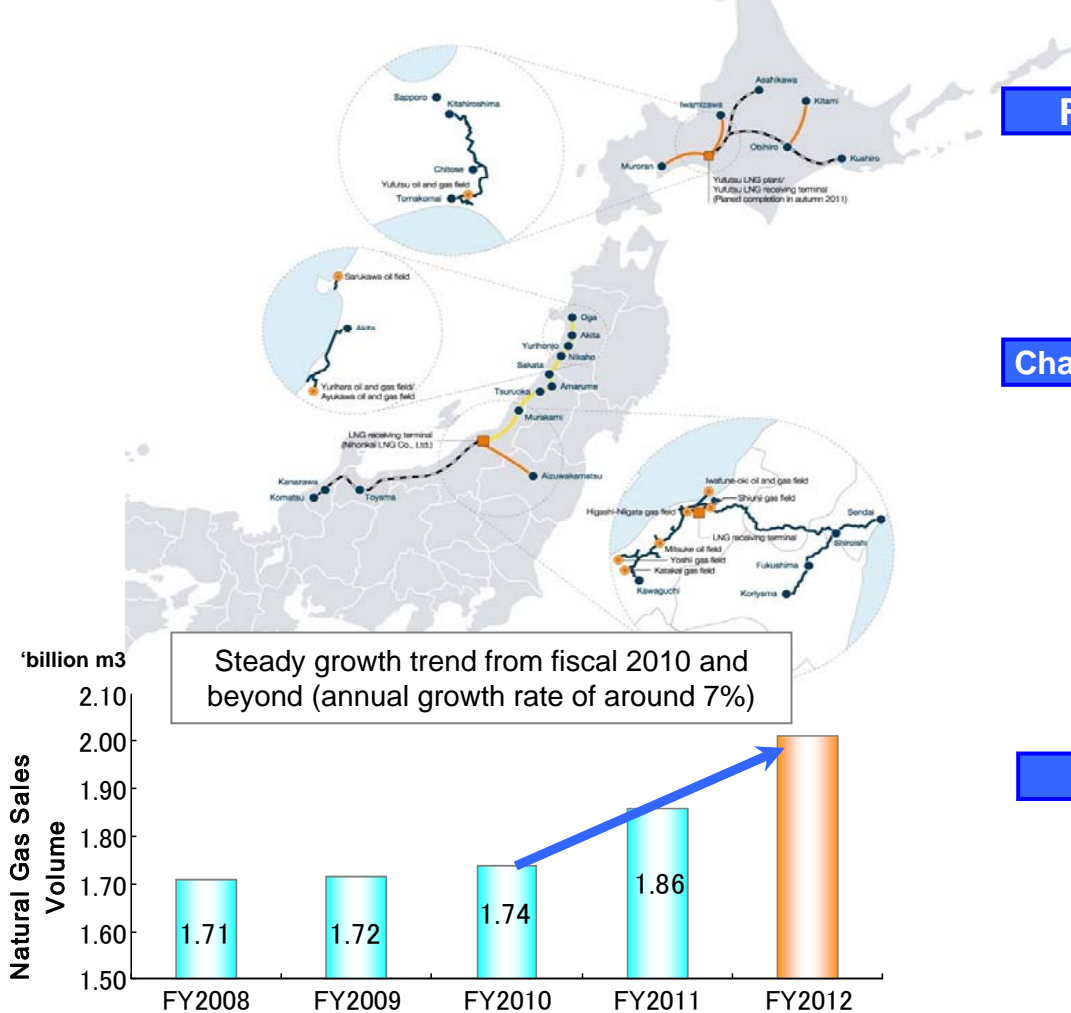 Asahikawa
Sapporo
Kitahiroshima
Iwamizawa
Kitami
F
Obihiro
Kushiro
Muroran
Chitose
Yufutsu oil and gas field
Tomakomai
Yufutsu LNG plant/
Yufutsu LNG receiving terminal
(Planed completion in autumn 2011)
Sarukawa oil field
Akita
Yurihara oil and gas field/
Ayukawa oil and gas field
Oga
Akita
Yurihonjo
Nikaho
Sakata
Amarume
Tsuruoka
Murakami
Cha
LNG receiving terminal
(Nihonkai LNG Co., Ltd.)
Aizuwakamatsu
Kanazawa
Komatsu
Toyama
Iwafune-oki oil and gas field
Shiunji gas field
Higashi-Niigata gas field
Sendai
LNG receiving terminal
Shiroishi
Mitsuke oil field
Yoshii gas field
Katakai gas field
Fukushima
Kawaguchi
Koriyama
‘billion m3
Steady growth trend from fiscal 2010 and
beyond (annual growth rate of around 7%)
Natural Gas Sales
Volume
2.10
2.00
1.90
1.80
1.70
1.60
1.50
1.71
1.72
1.74
1.86
FY2008
FY2009
FY2010
FY2011
FY2012